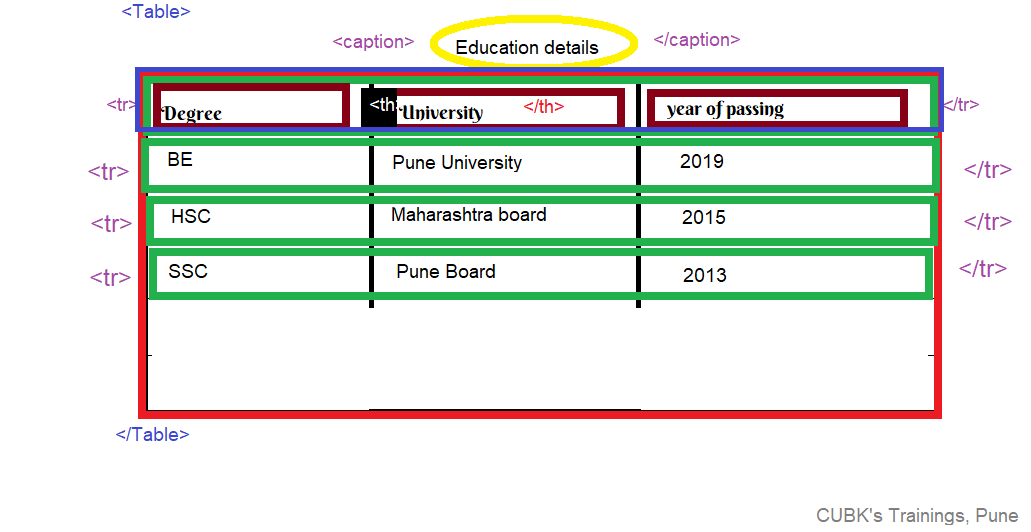 <Table>
<caption> Education details </caption>
<tr> Degree <th> University </th> year of passing </tr>
<tr> BE Pune University 2019 </tr>
<tr> HSC Maharashtra board 2015 </tr>
<tr> SSC Pune Board 2013 </tr>
</Table>
CUBK's Trainings, Pune